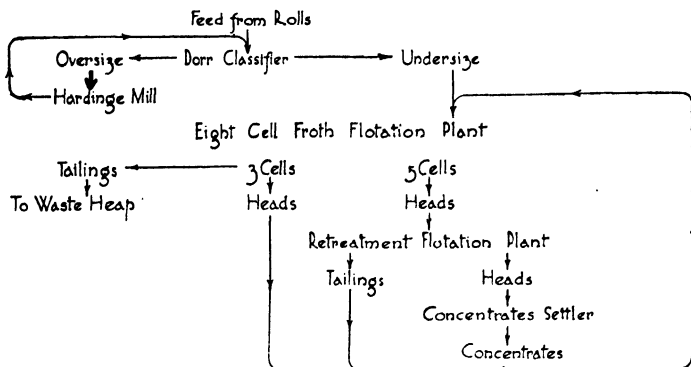 Feed from Rolls
Oversize Dorr Classifier Undersize
Hardinge Mill
Eight Cell Froth Flotation Plant
Tailings 3 Cells 5 Cells
To Waste Heap Heads Heads
Retreatment Flotation Plant
Tailings Heads
Concentrates Settler
Concentrates